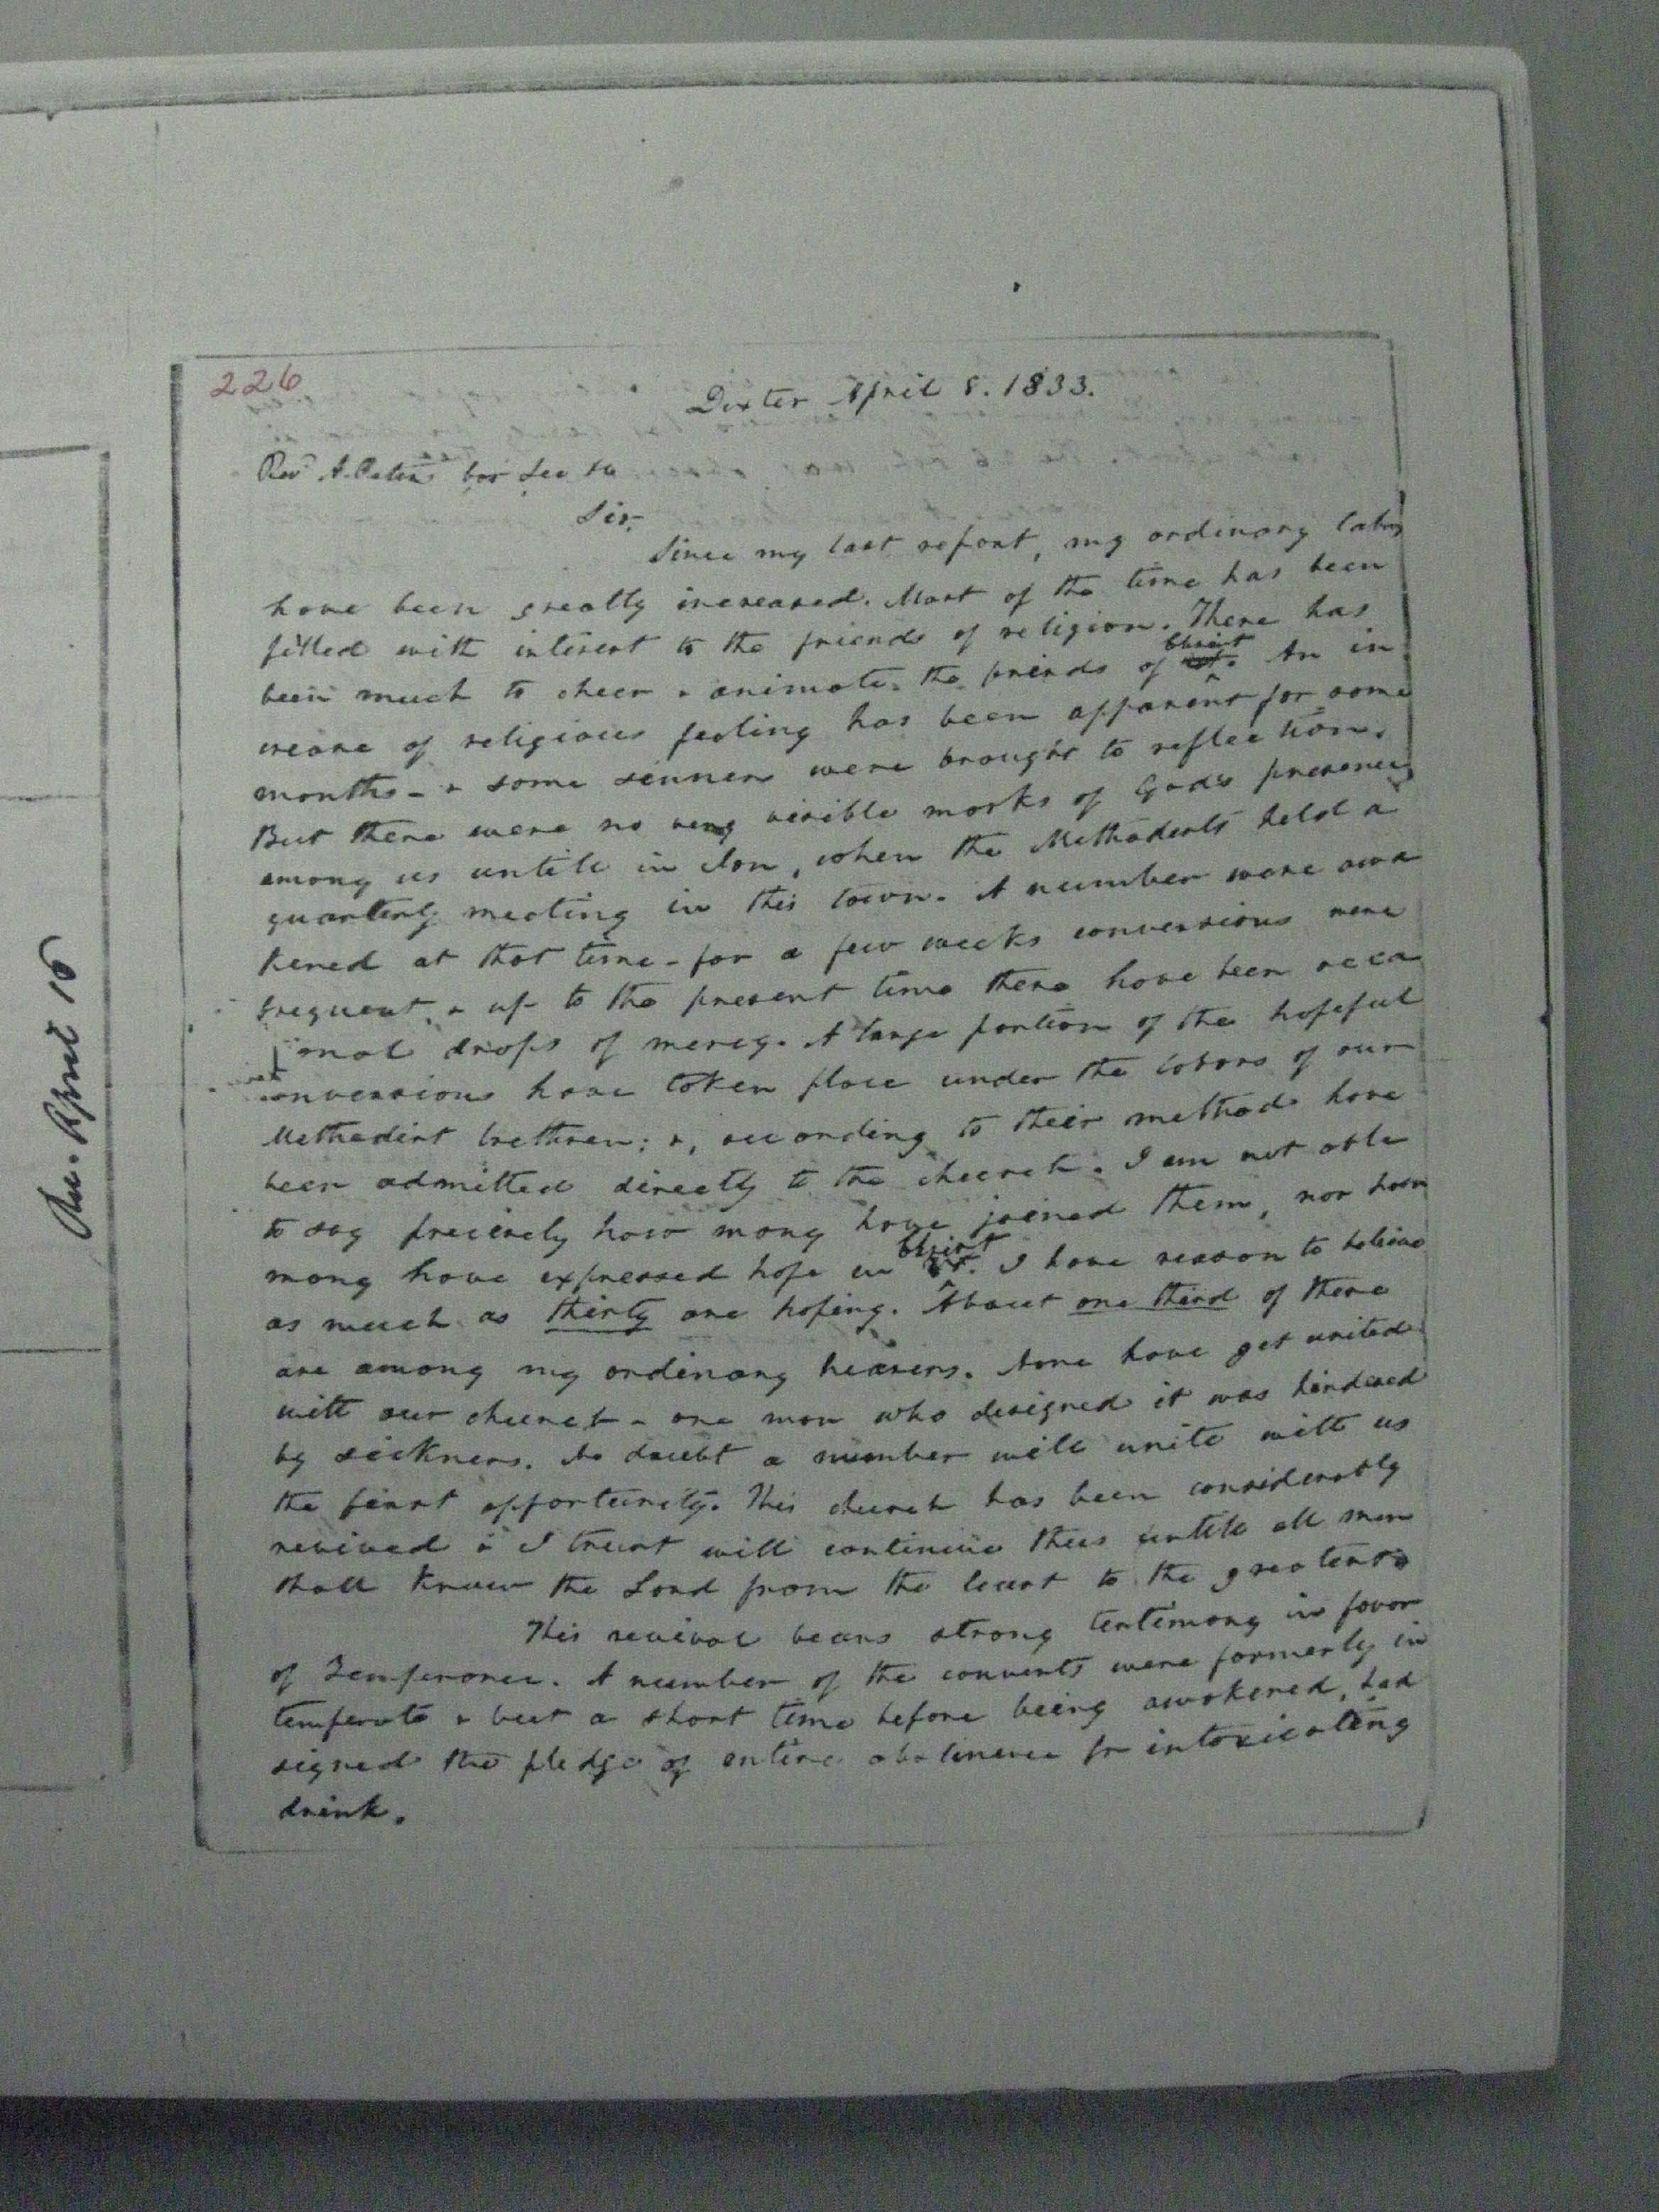 226
Dexter April 8. 1833.
Rev. A. Peters Cor Sec &c
Sir,
Since my last report, my ordinary labors
have been greatly increased. Most of the time has been
filled with interest to the friends of religion. There has
been much to cheer & animate the friends of Christ. An in
crease of religious feeling has been apparent for some
months - & some sinners were brought to reflection.
But there were no very visible marks of God's presence
among us until in Jan, when the Methodists held a
quarterly meeting in this town. A number were awa
kened at that time - for a few weeks conversions were
frequent, & up to the present time there have been occa
sional drops of mercy. A large portion of the hopeful
conversions have taken place under the labors of our
Methodist brethren; &, according to their method have
been admitted directly to the church. I am not able
to say precisely how many have joined them, nor how
many have expressed hope in Christ. I have reason to believe
as much as thirty are hoping. About one third of these
are among my ordinary hearers. None have yet united
with our church - one man who designed it was hindered
by sickness. No doubt a number will unite with us
the first opportunity. This church has been considerably
revived & I trust will continue thus until all men
shall know the Lord from the least to the greatest.
This revival bears strong testimony in favor
of Temperance. A number of the converts were formerly in
temperate & but a short time before being awakened, had
signed the pledge of entire abstinence fr intoxicating
drink.
An. April 16